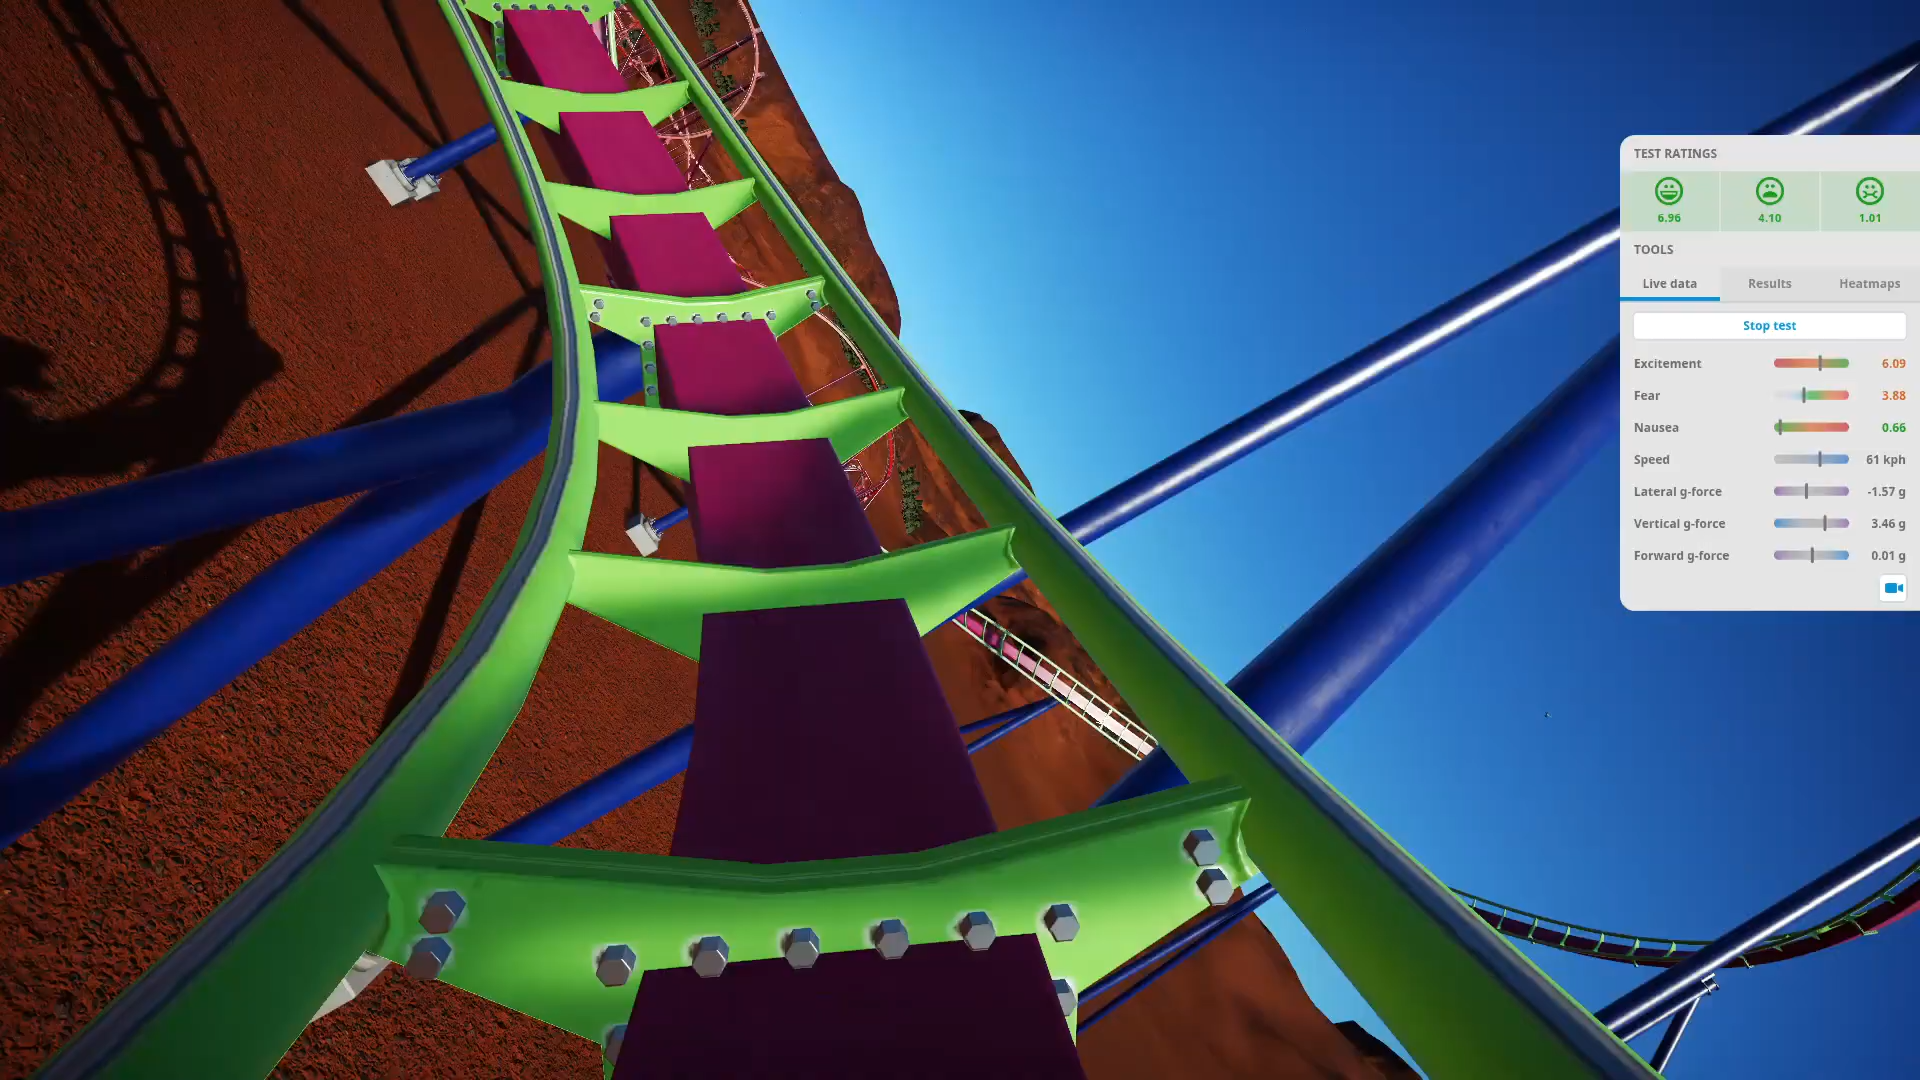 TEST RATINGS
6.96 4.10 1.01
TOOLS
Live data Results Heatmaps
Stop test
Excitement 6.09
Fear 3.88
Nausea 0.66
Speed 61 kph
Lateral g-force -1.57 g
Vertical g-force 3.46 g
Forward g-force 0.01 g